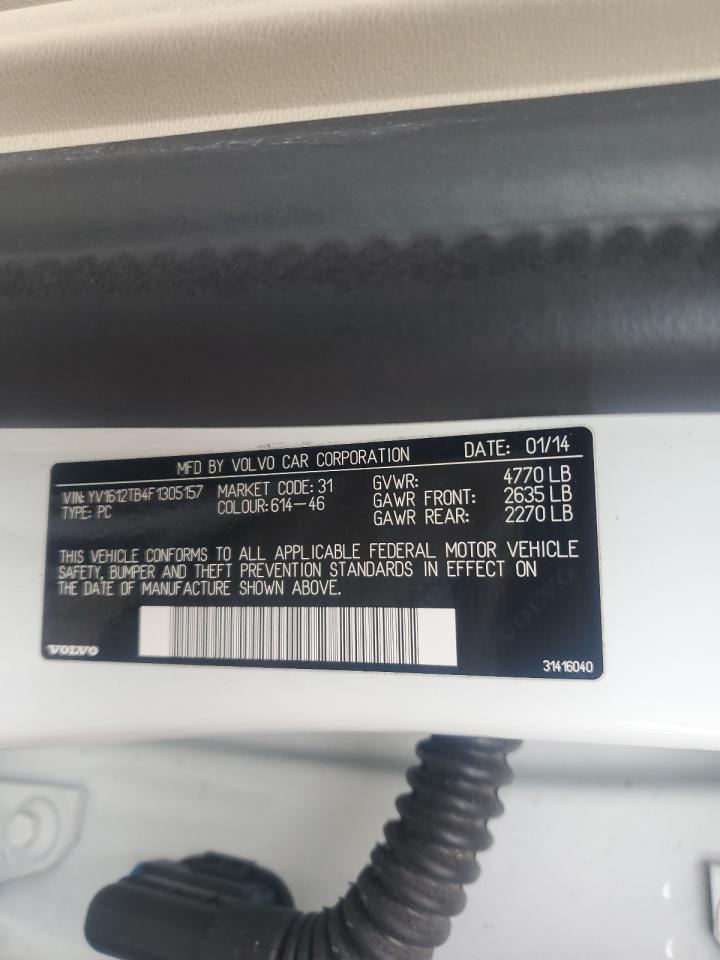 MFD BY VOLVO CAR CORPORATION DATE: 01/14
VIN: YV1612TB4F1305157 MARKET CODE: 31 GVWR: 4770 LB
TYPE: PC COLOUR: 614-46 GAWR FRONT: 2635 LB
GAWR REAR: 2270 LB
THIS VEHICLE CONFORMS TO ALL APPLICABLE FEDERAL MOTOR VEHICLE
SAFETY, BUMPER AND THEFT PREVENTION STANDARDS IN EFFECT ON
THE DATE OF MANUFACTURE SHOWN ABOVE.
VOLVO
VOLVO
31416040